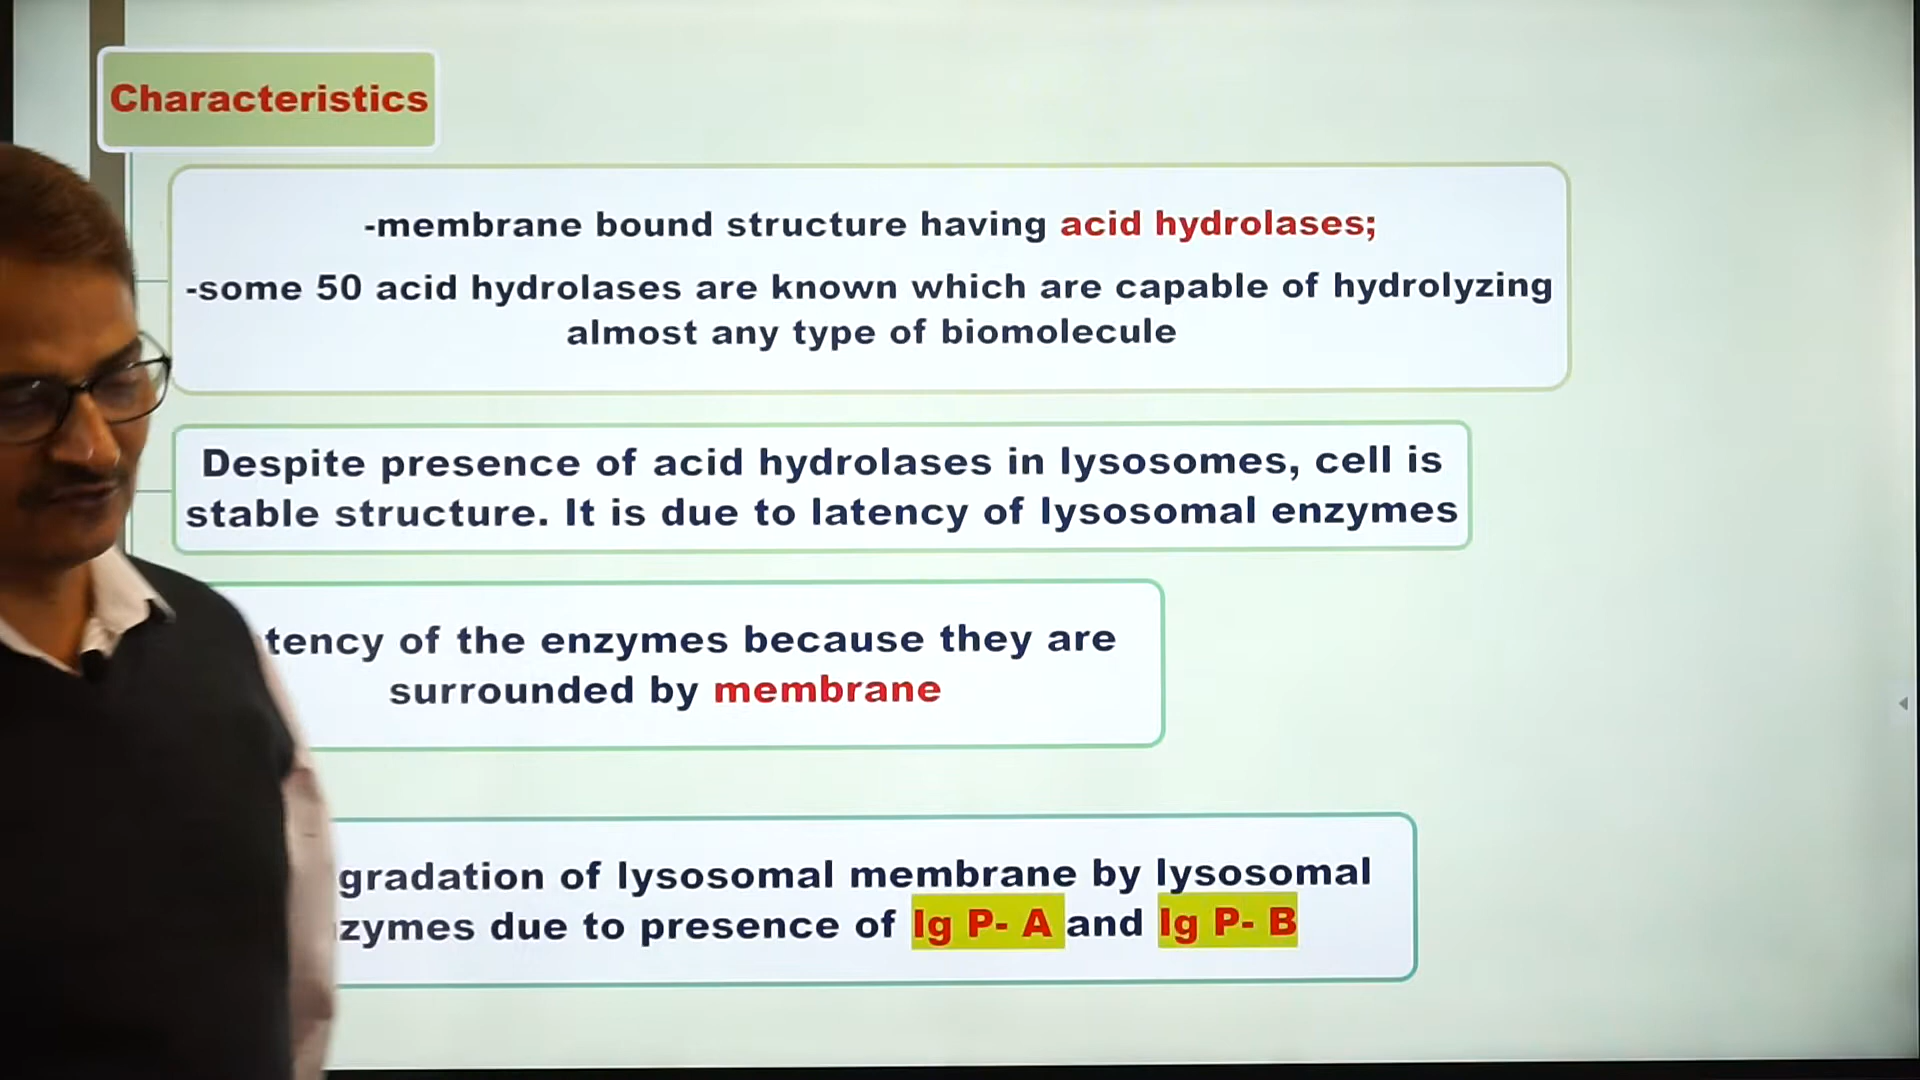 Characteristics
-membrane bound structure having acid hydrolases;
-some 50 acid hydrolases are known which are capable of hydrolyzing
almost any type of biomolecule
Despite presence of acid hydrolases in lysosomes, cell is
stable structure. It is due to latency of lysosomal enzymes
tency of the enzymes because they are
surrounded by membrane
gradation of lysosomal membrane by lysosomal
zymes due to presence of Ig P- A and Ig P- B